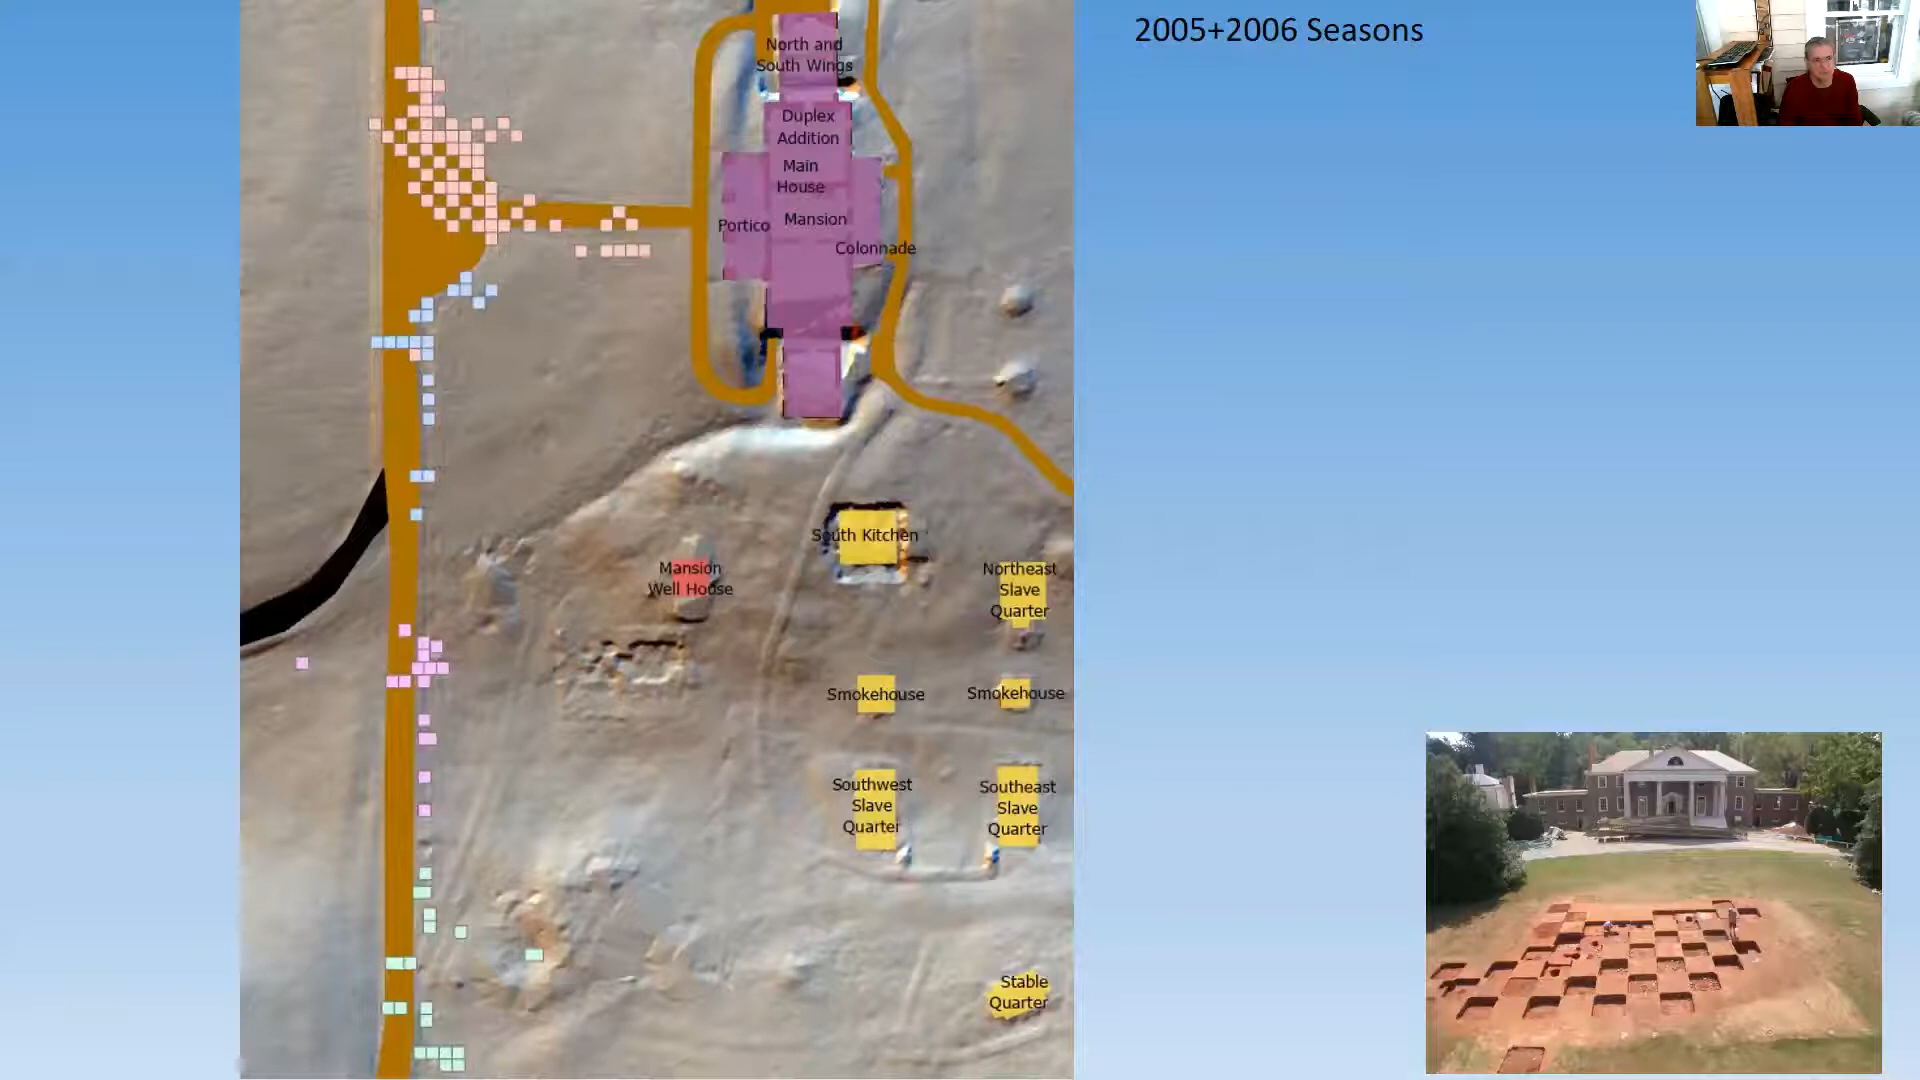 2005+2006 Seasons
North and
South Wings
Duplex
Addition
Main
House
Mansion
Portico
Colonnade
South Kitchen
Mansion
Well House
Northeast
Slave
Quarter
Smokehouse
Smokehouse
Southwest
Slave
Quarter
Southeast
Slave
Quarter
Stable
Quarter